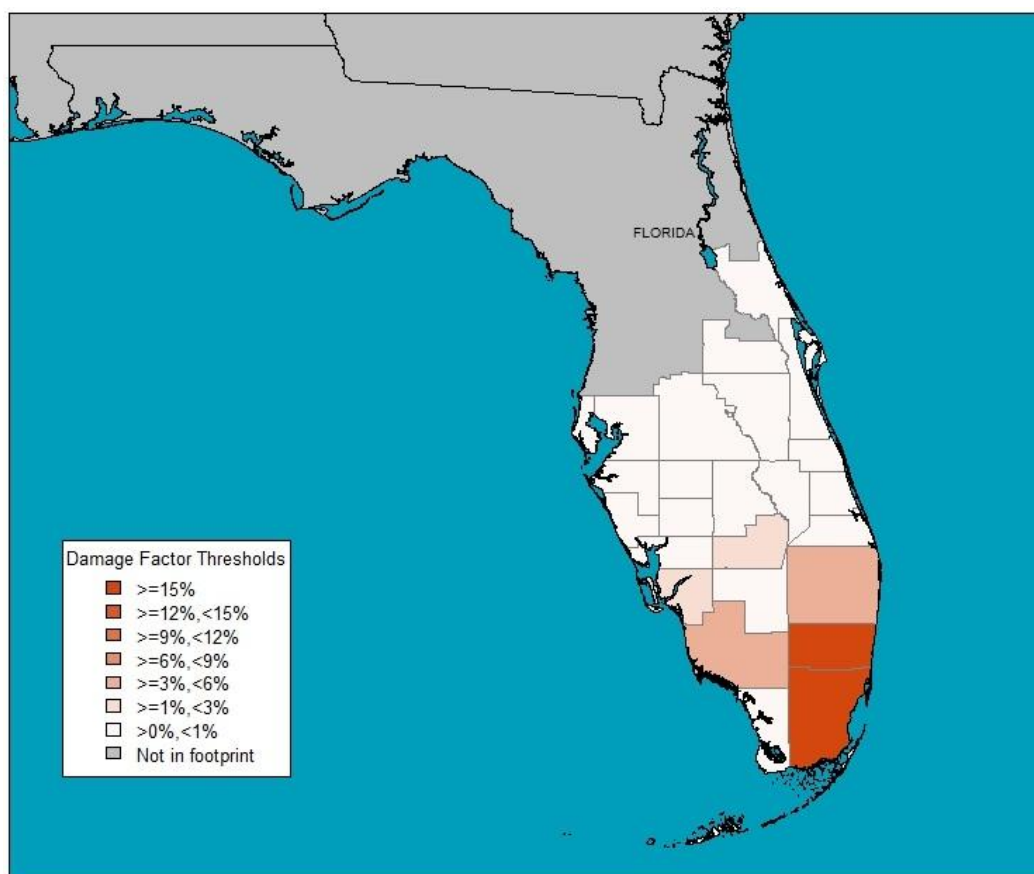 FLORIDA
Damage Factor Thresholds
>=15%
>=12%,<15%
>=9%,<12%
>=6%,<9%
>=3%,<6%
>=1%,<3%
>0%,<1%
Not in footprint